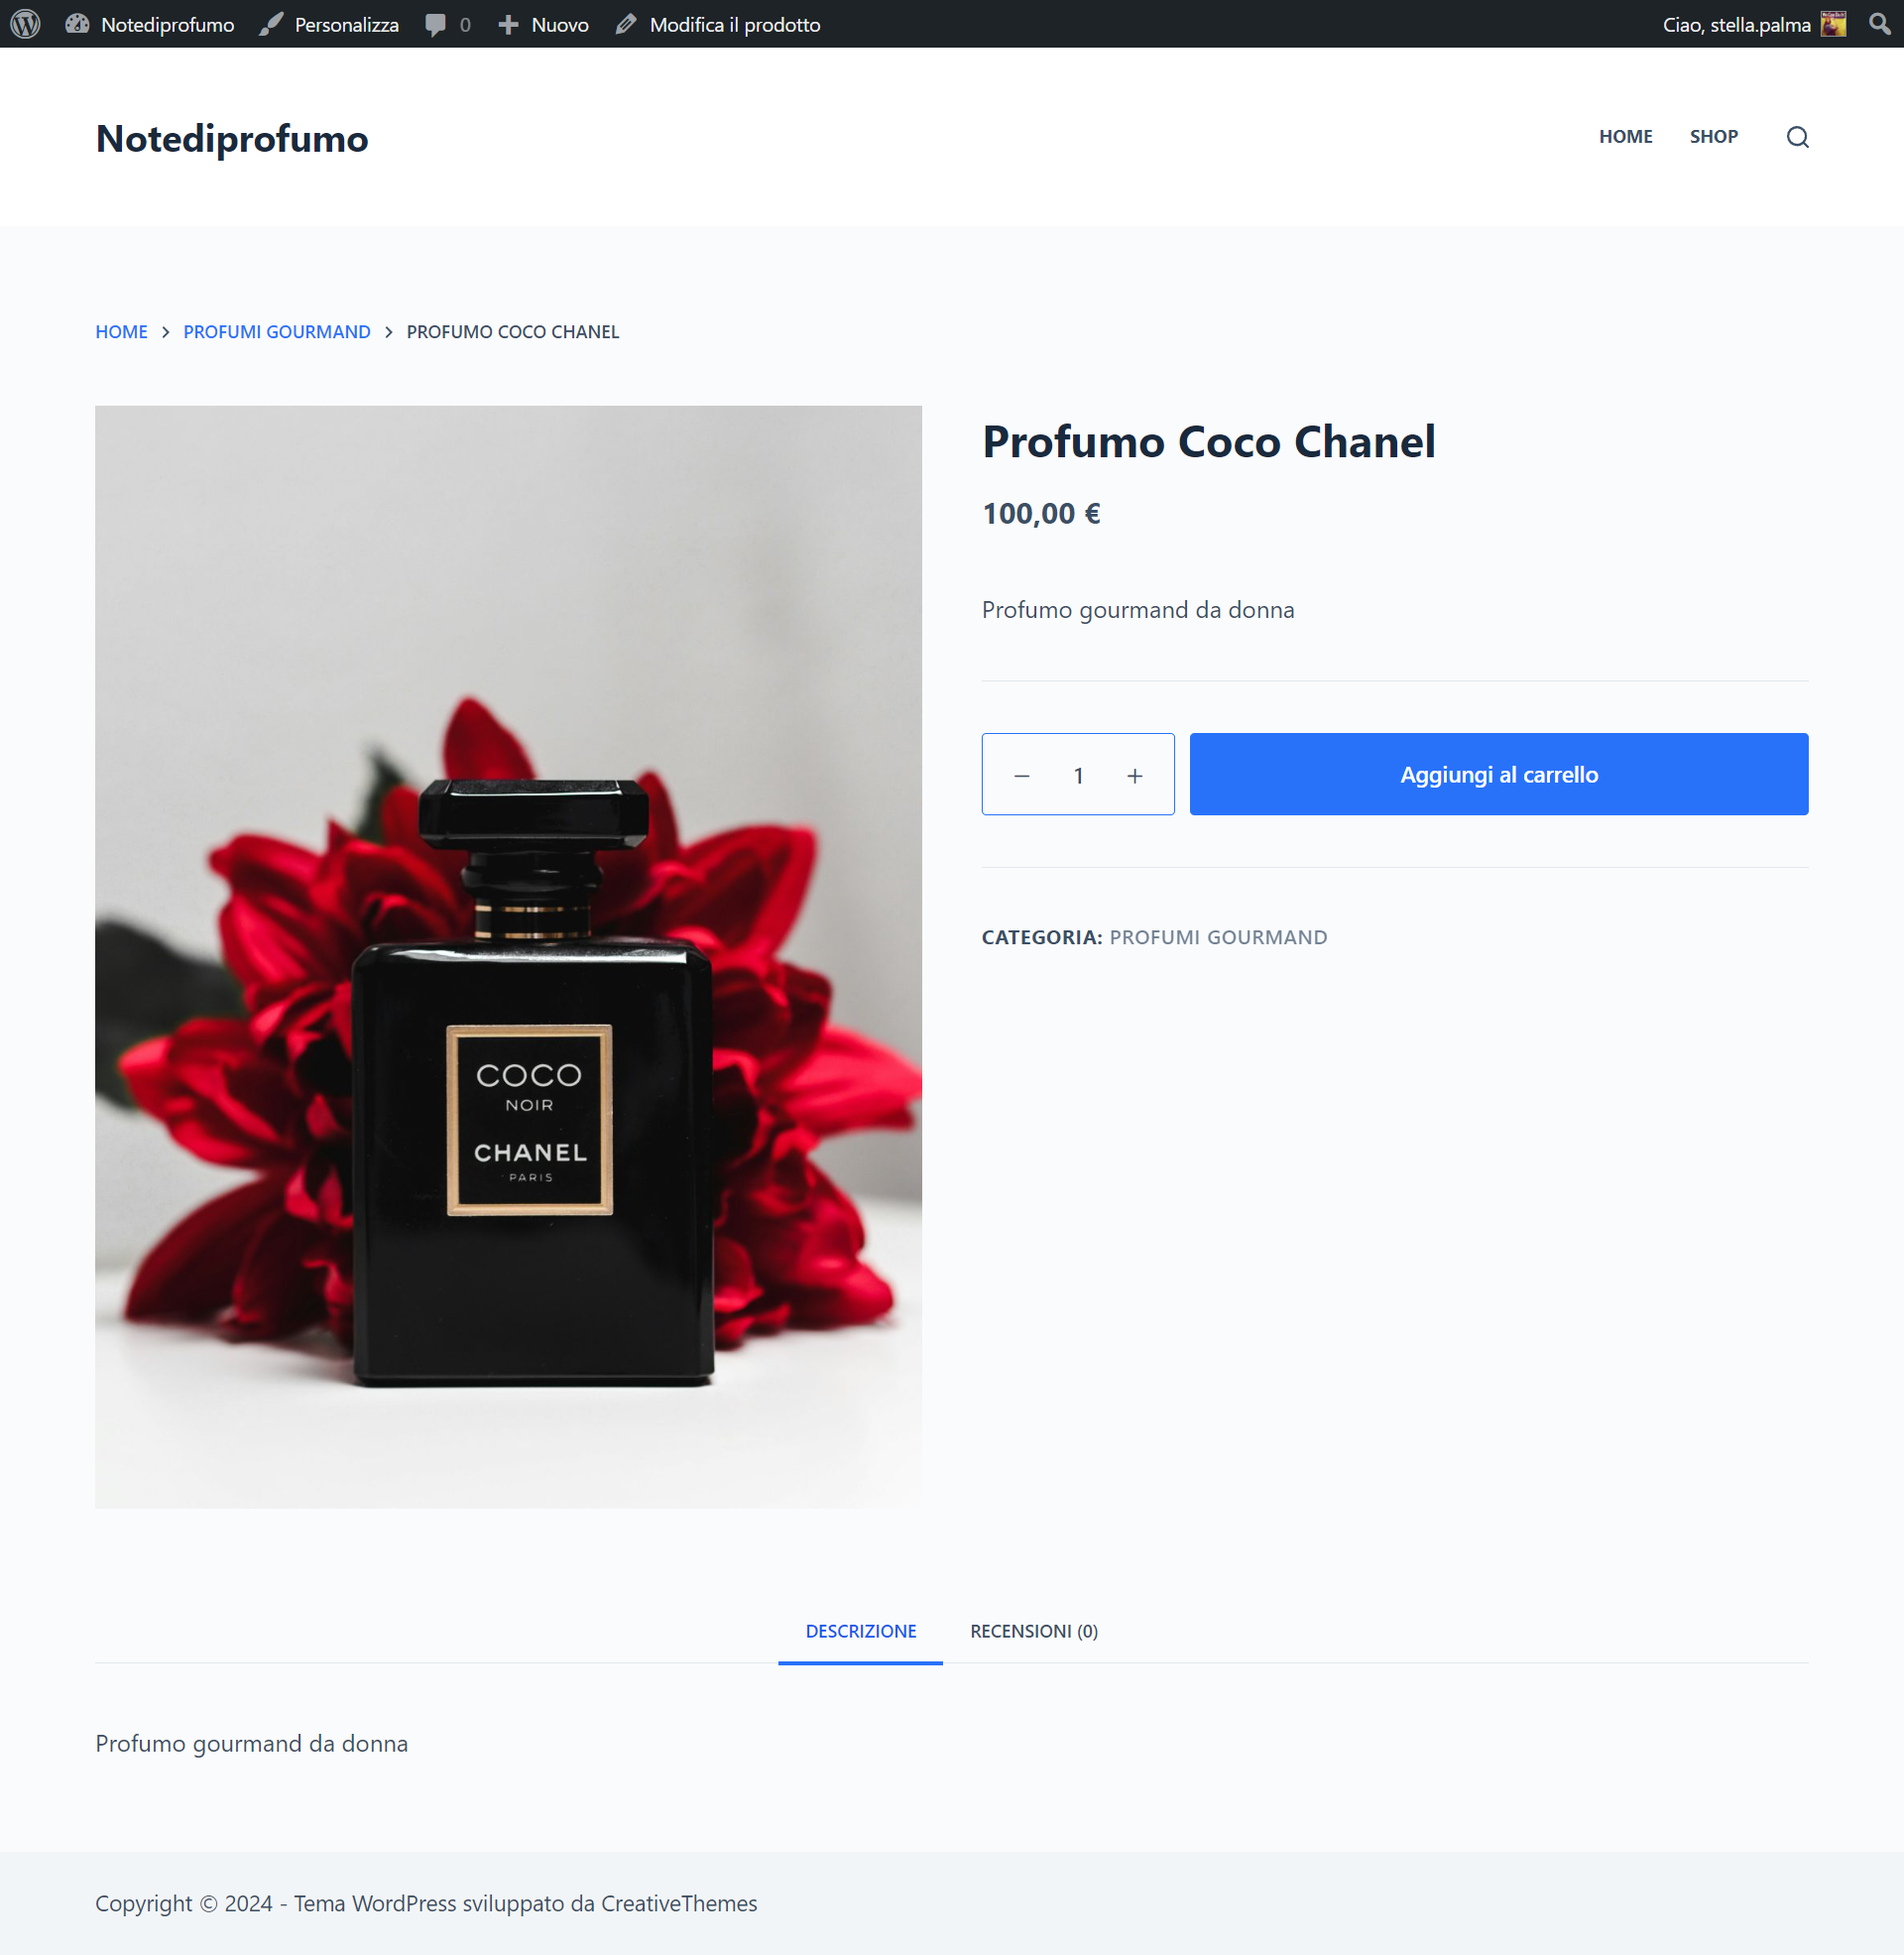 Notediprofumo Personalizza 0 Nuovo Modifica il prodotto Ciao, stella.palma
Notediprofumo
HOME SHOP
HOME > PROFUMI GOURMAND > PROFUMO COCO CHANEL
Profumo Coco Chanel
100,00 €
Profumo gourmand da donna
− 1 + Aggiungi al carrello
CATEGORIA: PROFUMI GOURMAND
COCO
NOIR
CHANEL
PARIS
DESCRIZIONE RECENSIONI (0)
Profumo gourmand da donna
Copyright © 2024 - Tema WordPress sviluppato da CreativeThemes